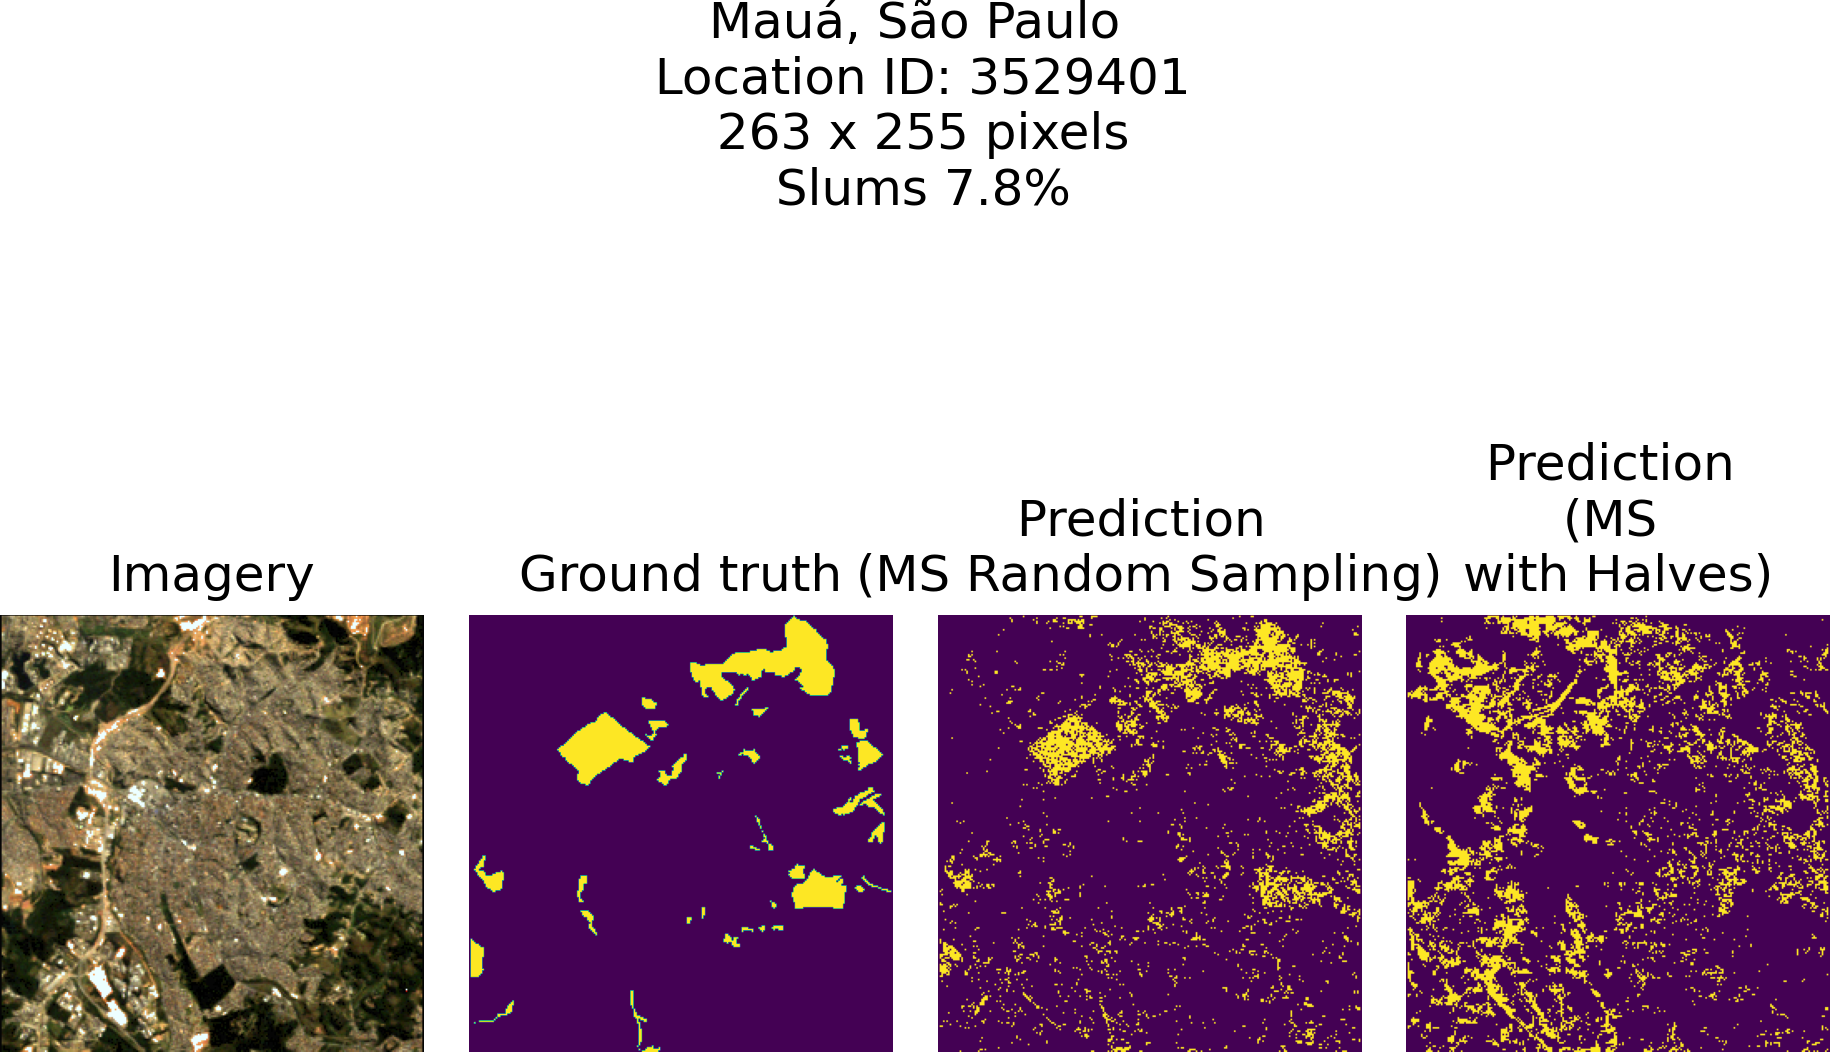 Mauá, São Paulo
Location ID: 3529401
263 x 255 pixels
Slums 7.8%
Imagery
Ground truth
Prediction
(MS Random Sampling)
Prediction
(MS
with Halves)